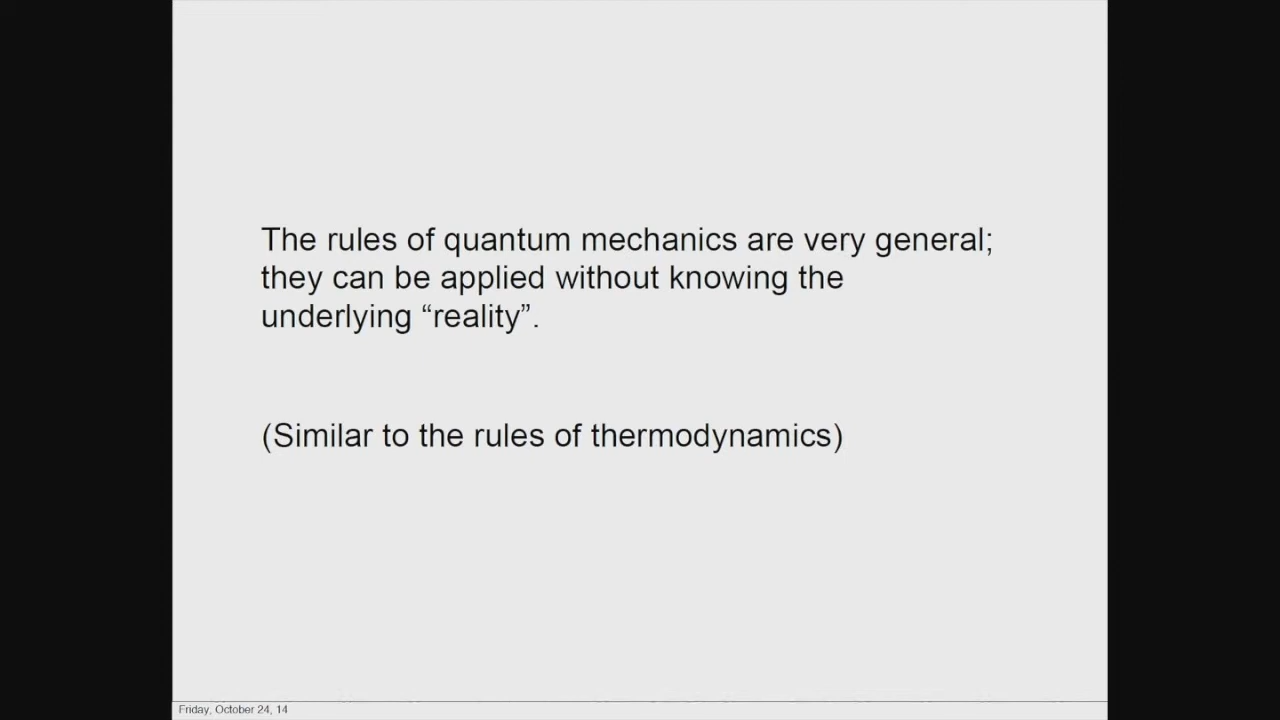 The rules of quantum mechanics are very general;
they can be applied without knowing the
underlying “reality”.
(Similar to the rules of thermodynamics)
Friday, October 24, 14